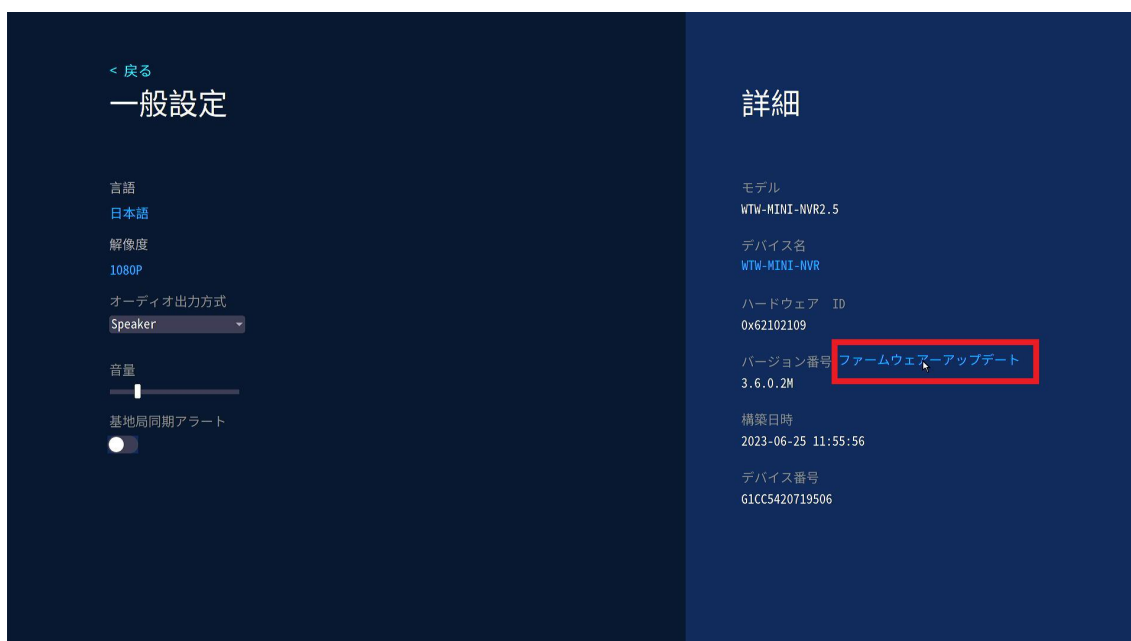 < 戻る
一般設定
言語
日本語
解像度
1080P
オーディオ出力方式
Speaker
音量
基地局同期アラート
詳細
モデル
WTW-MINI-NVR2.5
デバイス名
WTW-MINI-NVR
ハードウェア ID
0x62102109
バージョン番号 ファームウェアーアップデート
3.6.0.2M
構築日時
2023-06-25 11:55:56
デバイス番号
G1CC5420719506